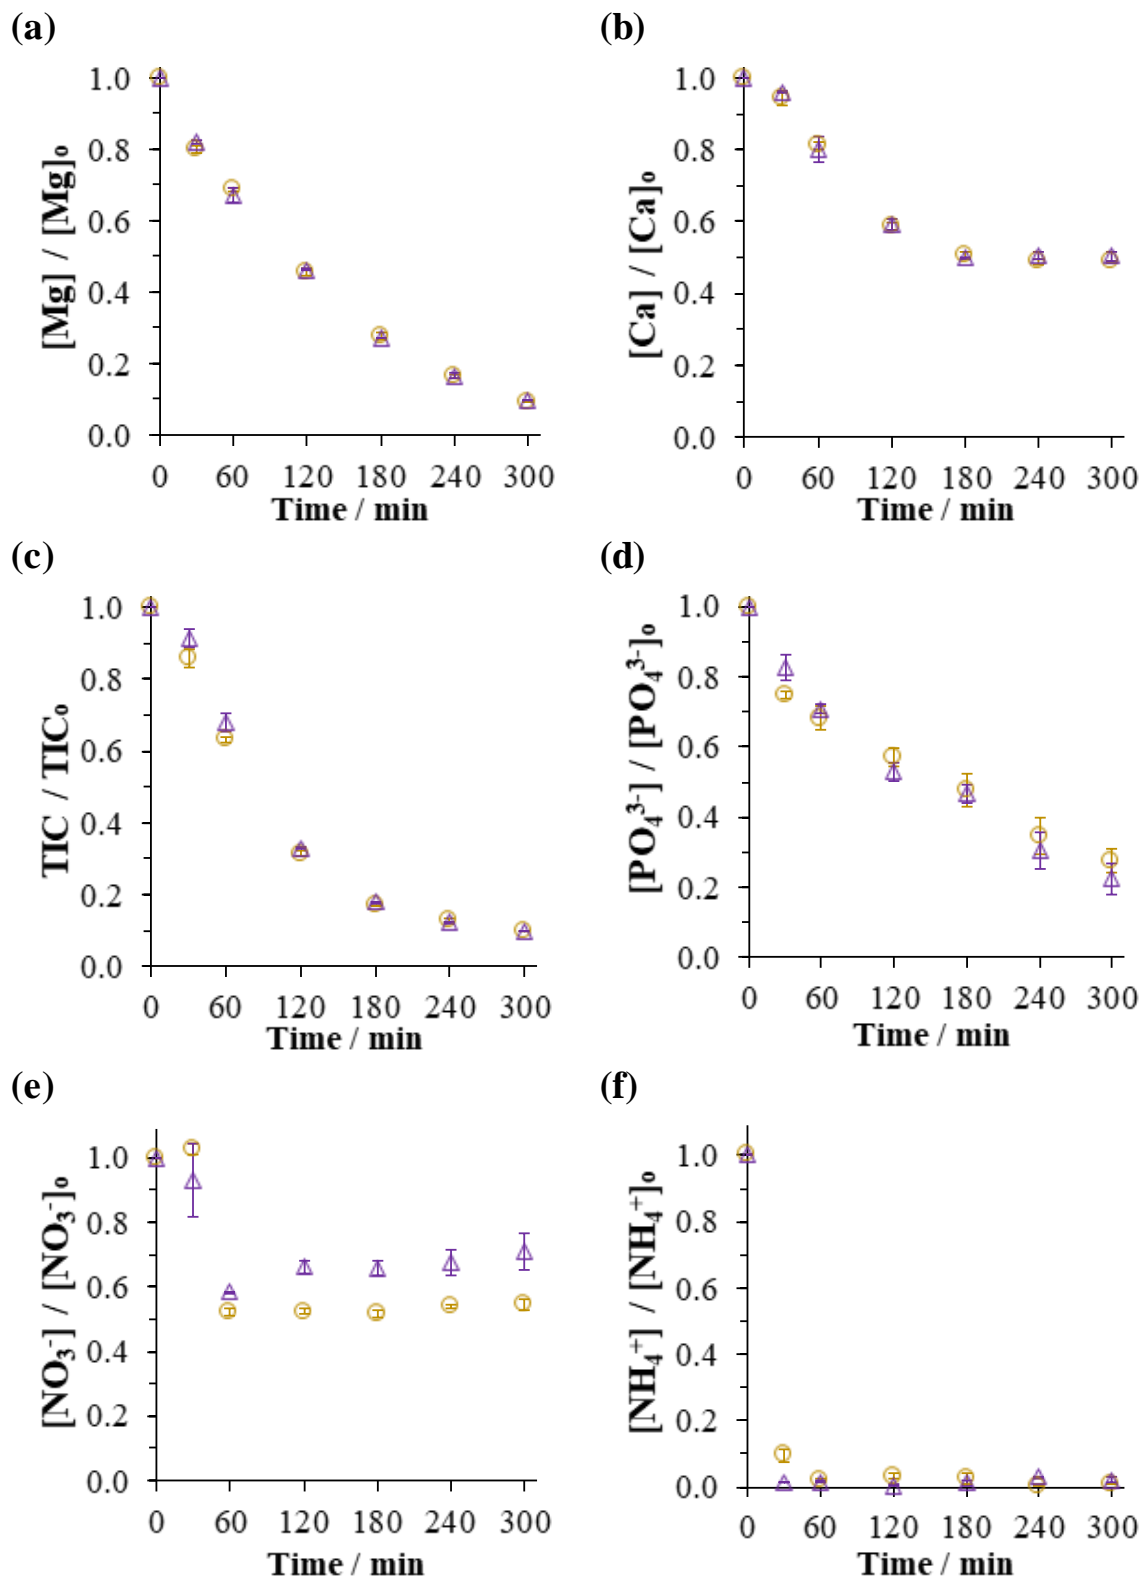 (a)
1.0
0.8
0.6
0.4
0.2
0.0
[Mg] / [Mg]₀
0 60 120 180 240 300
Time / min
(b)
1.0
0.8
0.6
0.4
0.2
0.0
[Ca] / [Ca]₀
0 60 120 180 240 300
Time / min
(c)
1.0
0.8
0.6
0.4
0.2
0.0
TIC / TIC₀
0 60 120 180 240 300
Time / min
(d)
1.0
0.8
0.6
0.4
0.2
0.0
[PO₄³⁻] / [PO₄³⁻]₀
0 60 120 180 240 300
Time / min
(e)
1.0
0.8
0.6
0.4
0.2
0.0
[NO₃⁻] / [NO₃⁻]₀
0 60 120 180 240 300
Time / min
(f)
1.0
0.8
0.6
0.4
0.2
0.0
[NH₄⁺] / [NH₄⁺]₀
0 60 120 180 240 300
Time / min